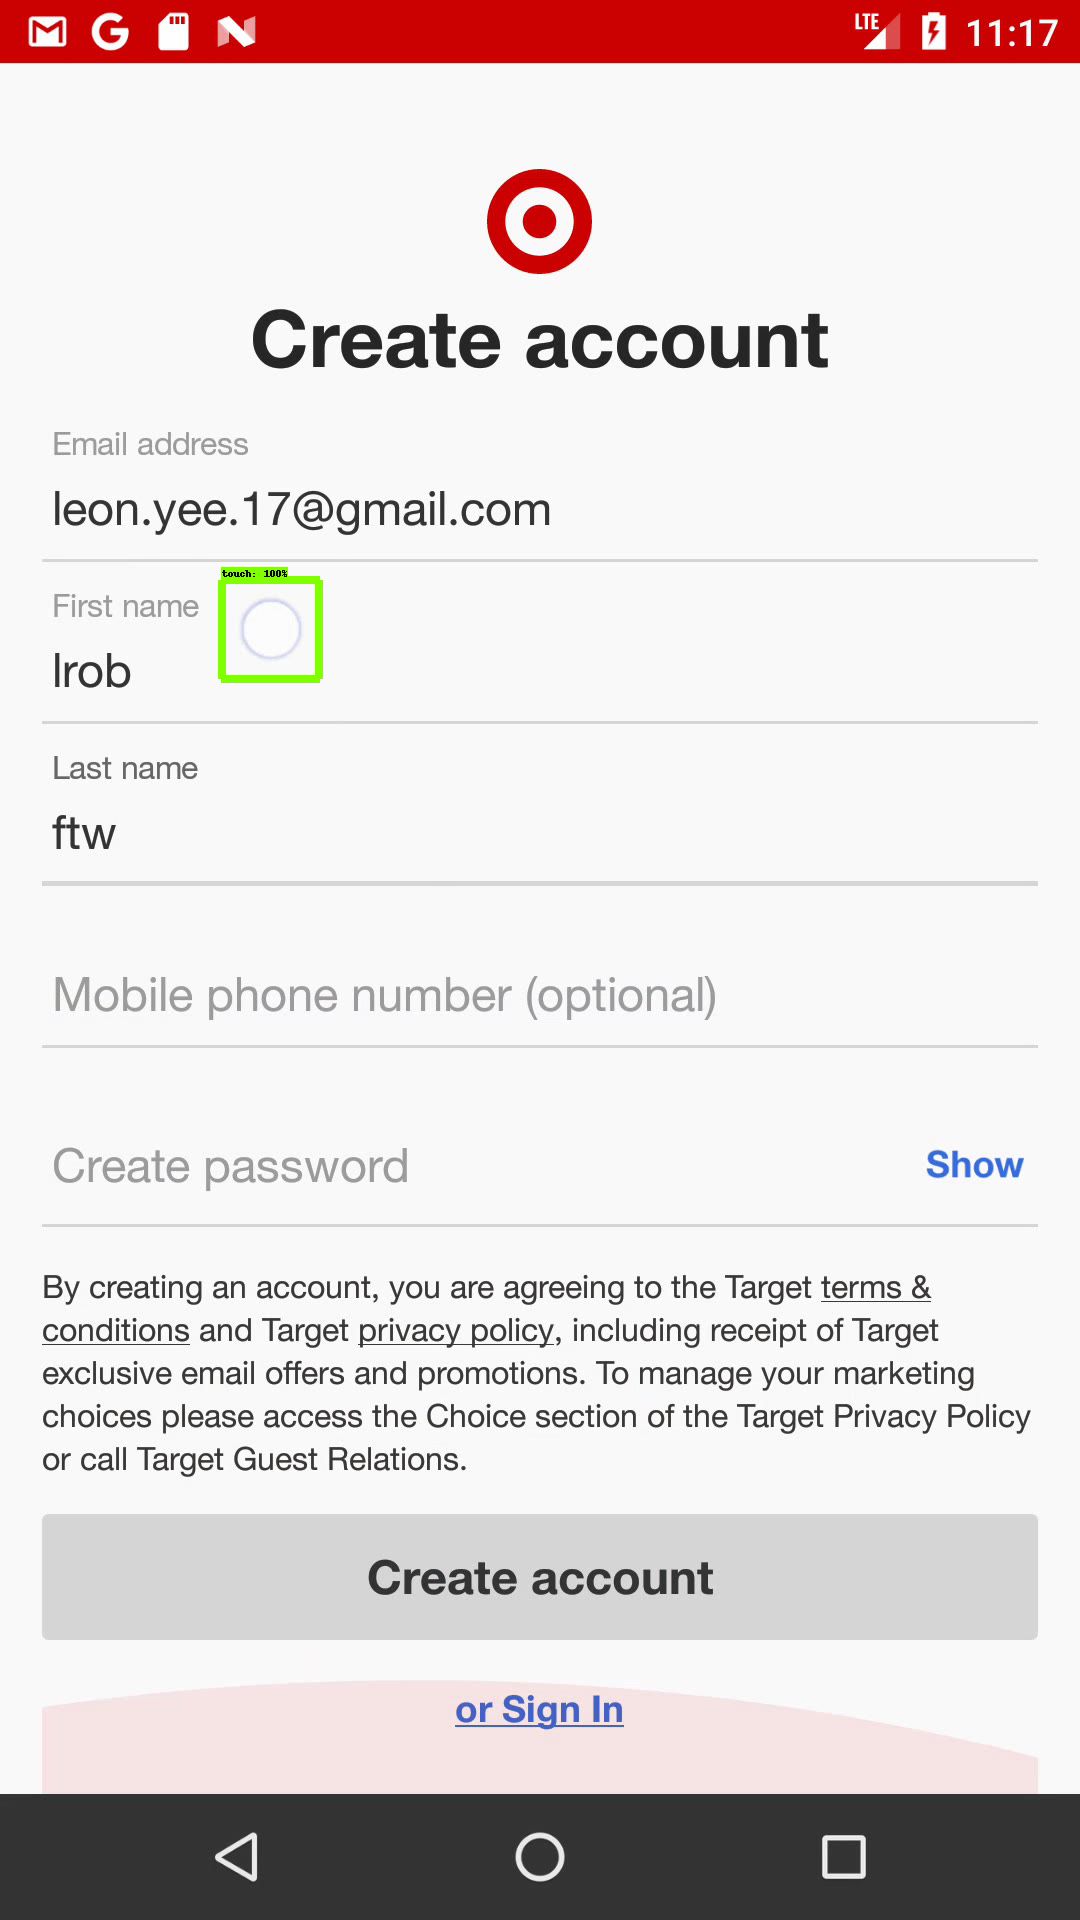 LTE 11:17
Create account
Email address
leon.yee.17@gmail.com
touch: 100%
First name
lrob
Last name
ftw
Mobile phone number (optional)
Create password
Show
By creating an account, you are agreeing to the Target terms &
conditions and Target privacy policy, including receipt of Target
exclusive email offers and promotions. To manage your marketing
choices please access the Choice section of the Target Privacy Policy
or call Target Guest Relations.
Create account
or Sign In